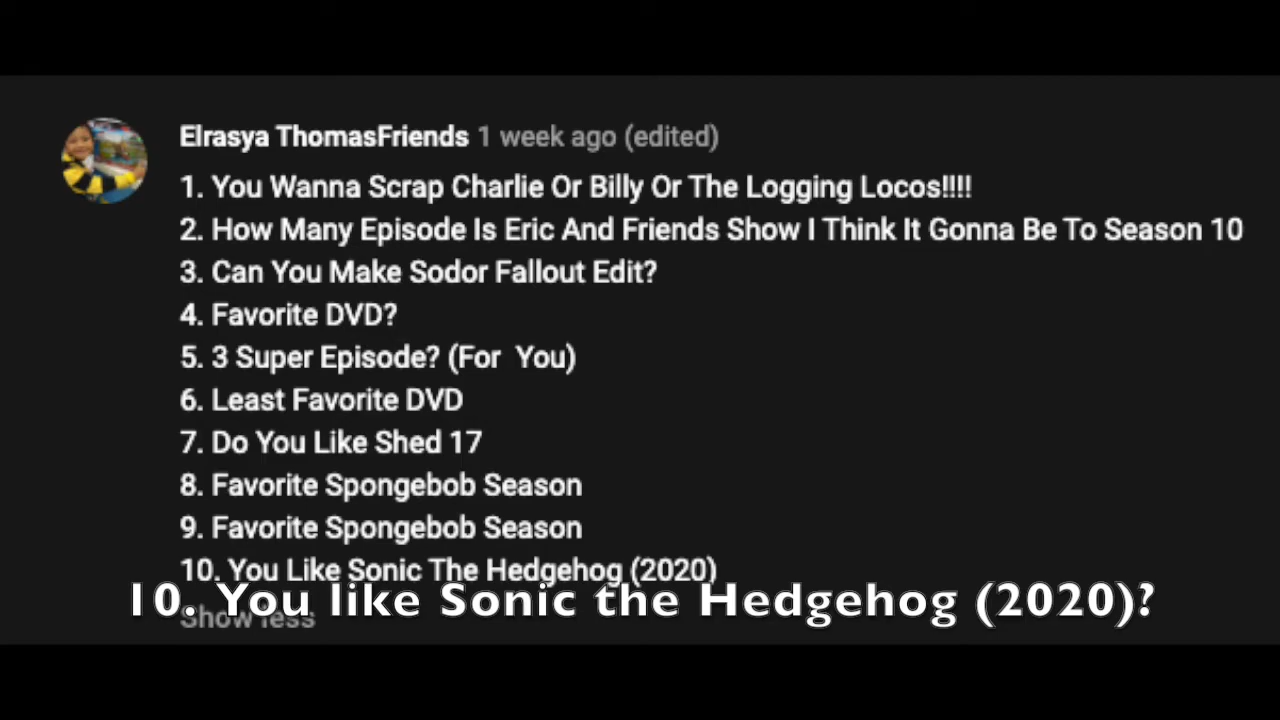 Elrasya ThomasFriends 1 week ago (edited)
1. You Wanna Scrap Charlie Or Billy Or The Logging Locos!!!!
2. How Many Episode Is Eric And Friends Show I Think It Gonna Be To Season 10
3. Can You Make Sodor Fallout Edit?
4. Favorite DVD?
5. 3 Super Episode? (For You)
6. Least Favorite DVD
7. Do You Like Shed 17
8. Favorite Spongebob Season
9. Favorite Spongebob Season
10. You Like Sonic The Hedgehog (2020)
10. You like Sonic the Hedgehog (2020)?
Show less